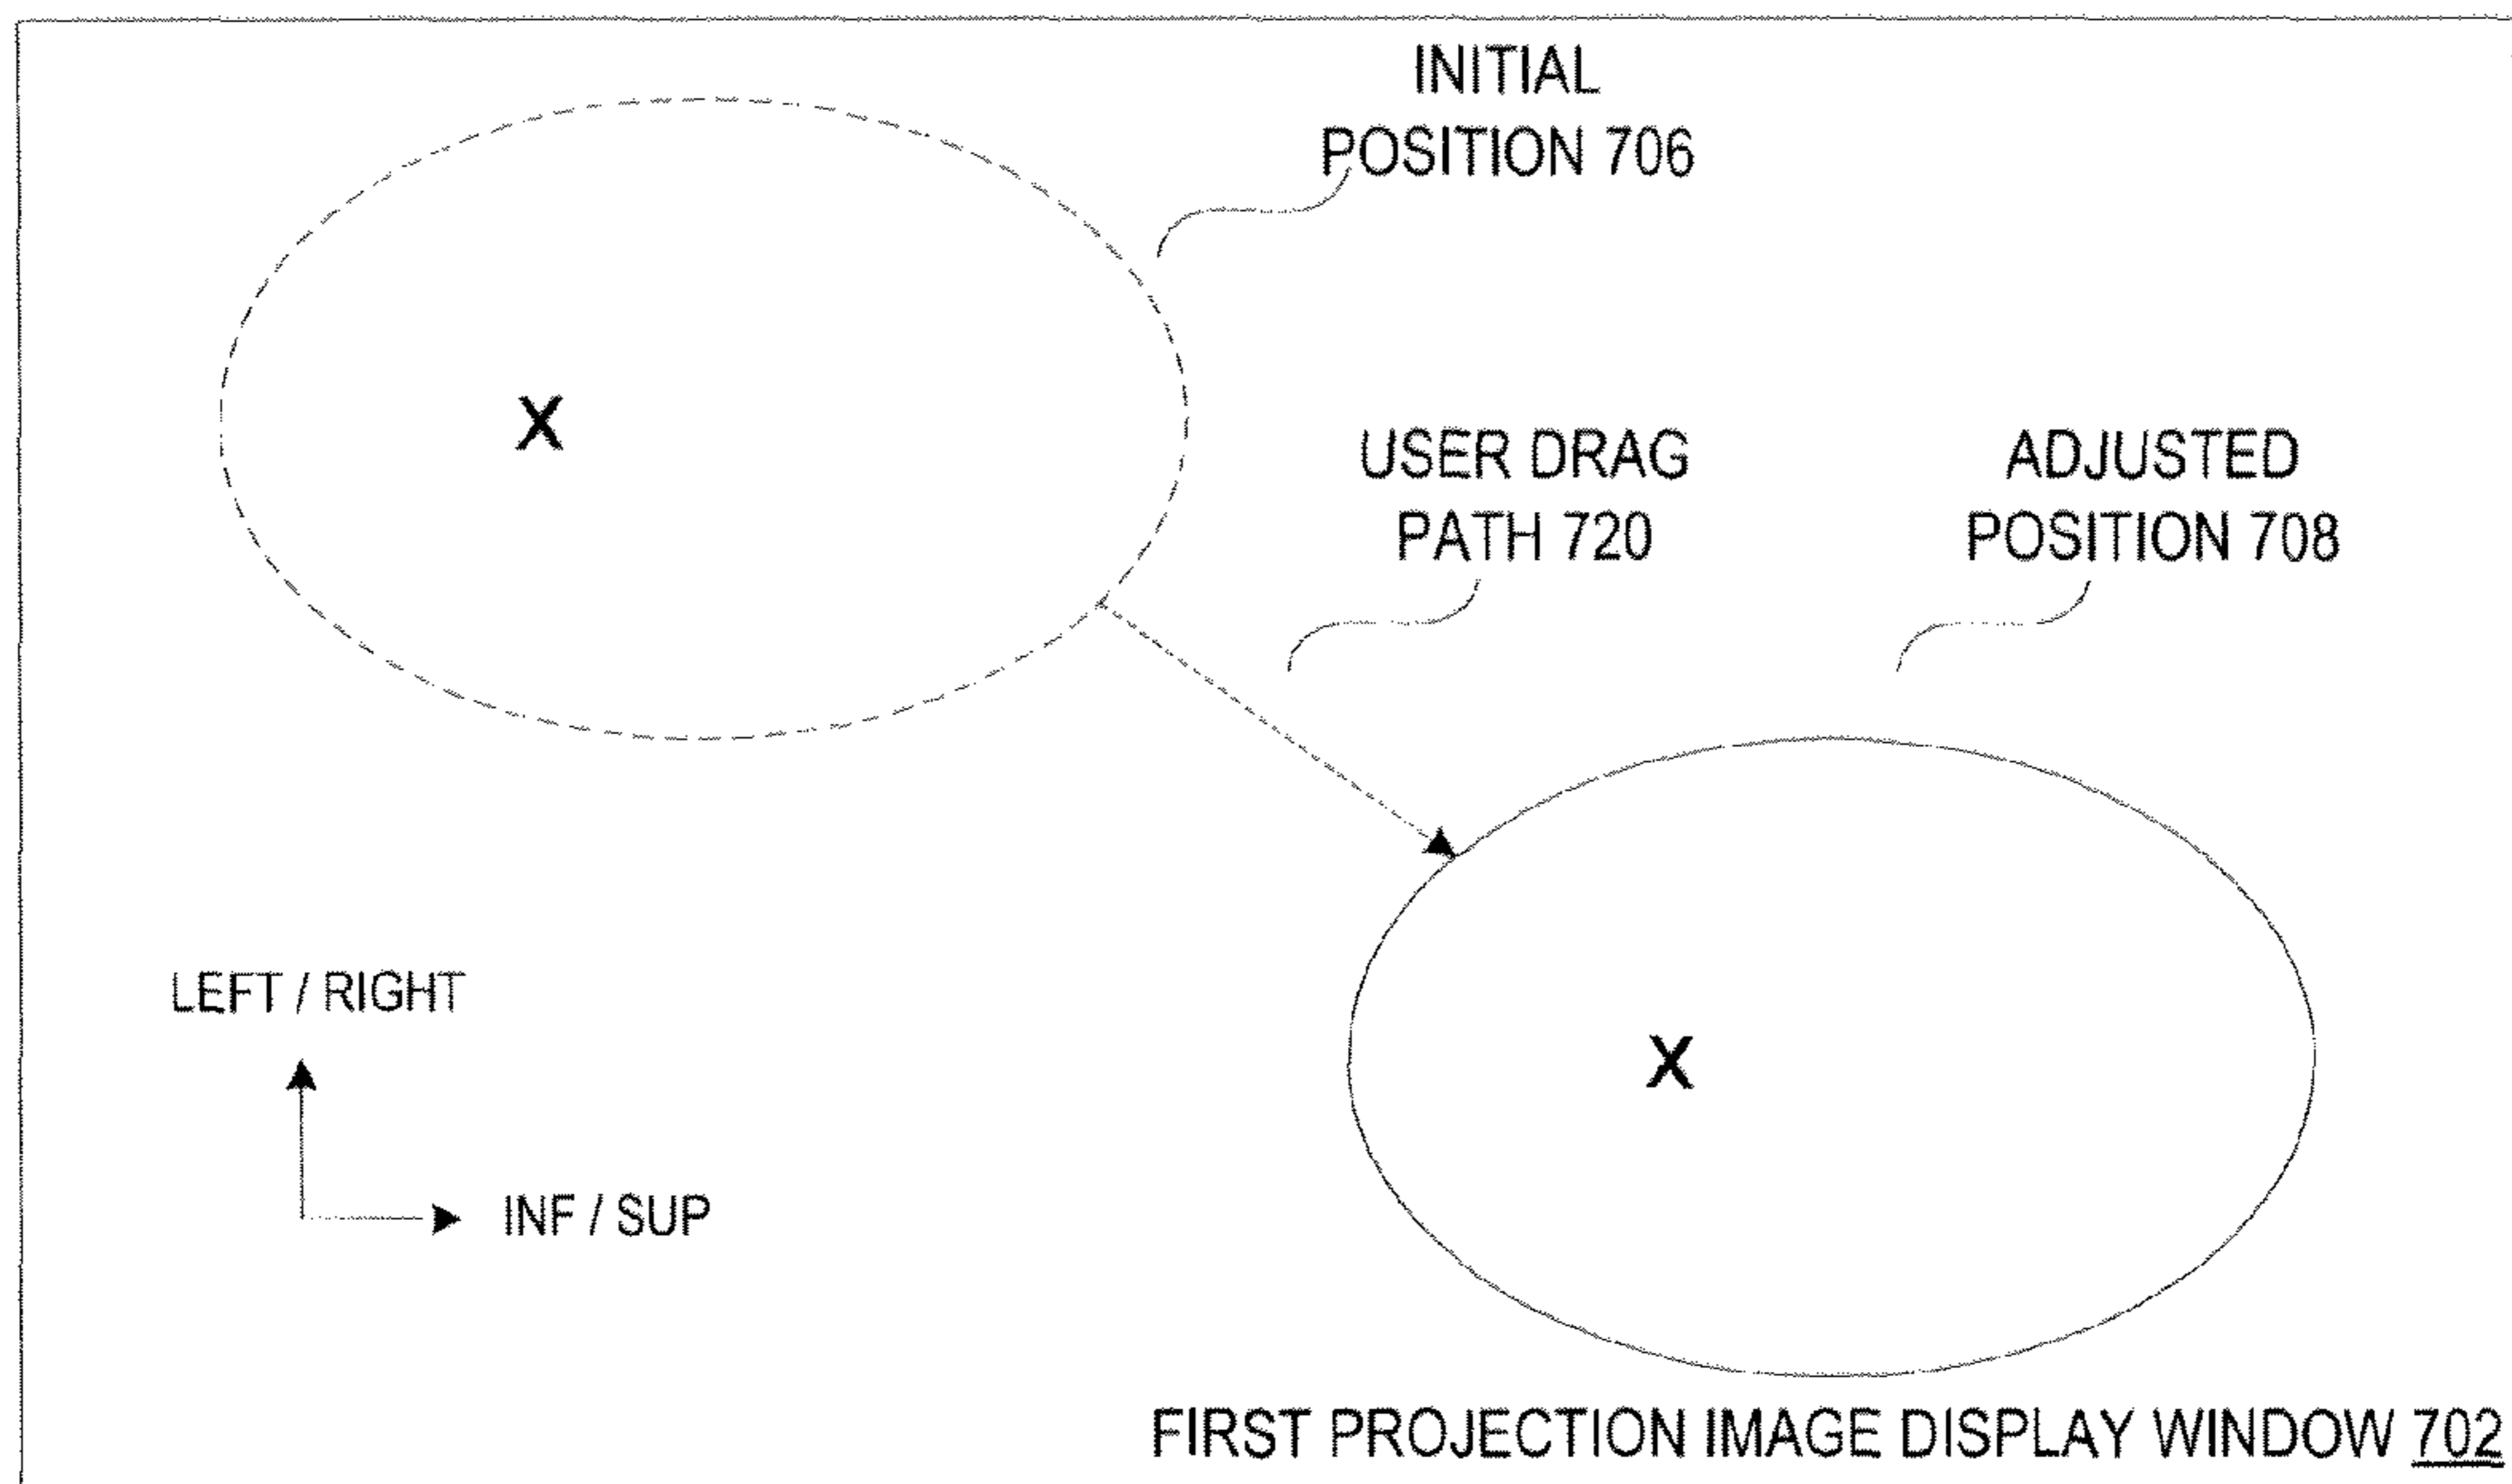 INITIAL
POSITION 706
X
USER DRAG
PATH 720
ADJUSTED
POSITION 708
LEFT / RIGHT
X
INF / SUP
FIRST PROJECTION IMAGE DISPLAY WINDOW 702